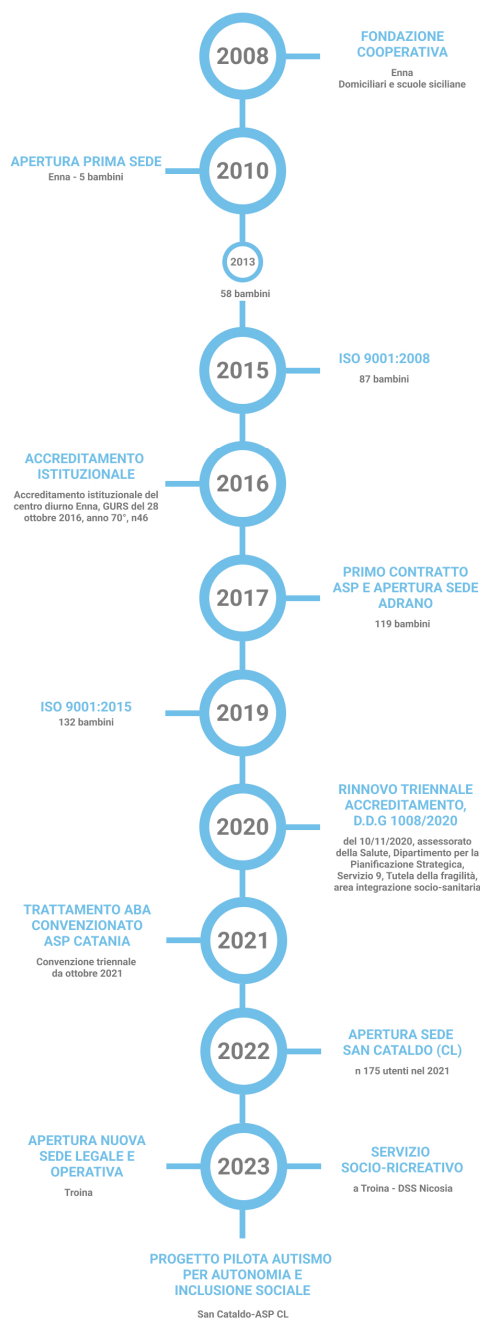 2008
FONDAZIONE
COOPERATIVA
Enna
Domiciliari e scuole siciliane
APERTURA PRIMA SEDE
Enna - 5 bambini
2010
2013
58 bambini
2015
ISO 9001:2008
87 bambini
ACCREDITAMENTO
ISTITUZIONALE
Accreditamento istituzionale del
centro diurno Enna, GURS del 28
ottobre 2016, anno 70°, n46
2016
2017
PRIMO CONTRATTO
ASP E APERTURA SEDE
ADRANO
119 bambini
ISO 9001:2015
132 bambini
2019
2020
RINNOVO TRIENNALE
ACCREDITAMENTO,
D.D.G 1008/2020
del 10/11/2020, assessorato
della Salute, Dipartimento per la
Pianificazione Strategica,
Servizio 9, Tutela della fragilità,
area integrazione socio-sanitaria
TRATTAMENTO ABA
CONVENZIONATO
ASP CATANIA
Convenzione triennale
da ottobre 2021
2021
2022
APERTURA SEDE
SAN CATALDO (CL)
n 175 utenti nel 2021
APERTURA NUOVA
SEDE LEGALE E
OPERATIVA
Troina
2023
SERVIZIO
SOCIO-RICREATIVO
a Troina - DSS Nicosia
PROGETTO PILOTA AUTISMO
PER AUTONOMIA E
INCLUSIONE SOCIALE
San Cataldo-ASP CL